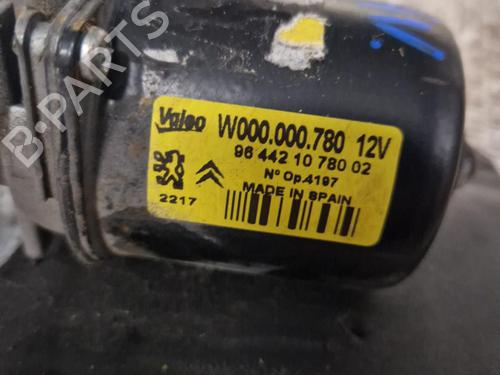 Valeo W000.000.780 12V
96 442 10 780 02
N° Op.4197
MADE IN SPAIN
2217
B-PARTS